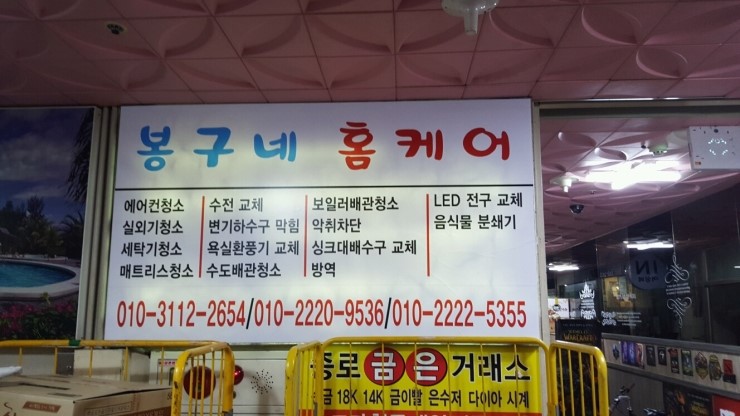 봉구네 홈케어
에어컨청소
실외기청소
세탁기청소
매트리스청소
수전 교체
변기하수구 막힘
욕실환풍기 교체
수도배관청소
보일러배관청소
악취차단
싱크대배수구 교체
방역
LED 전구 교체
음식물 분쇄기
010-3112-2654/010-2220-9536/010-2222-5355
종로 금 은 거래소
금 18K 14K 금이빨 은수저 다이아 시계
IN
WARCRAFT